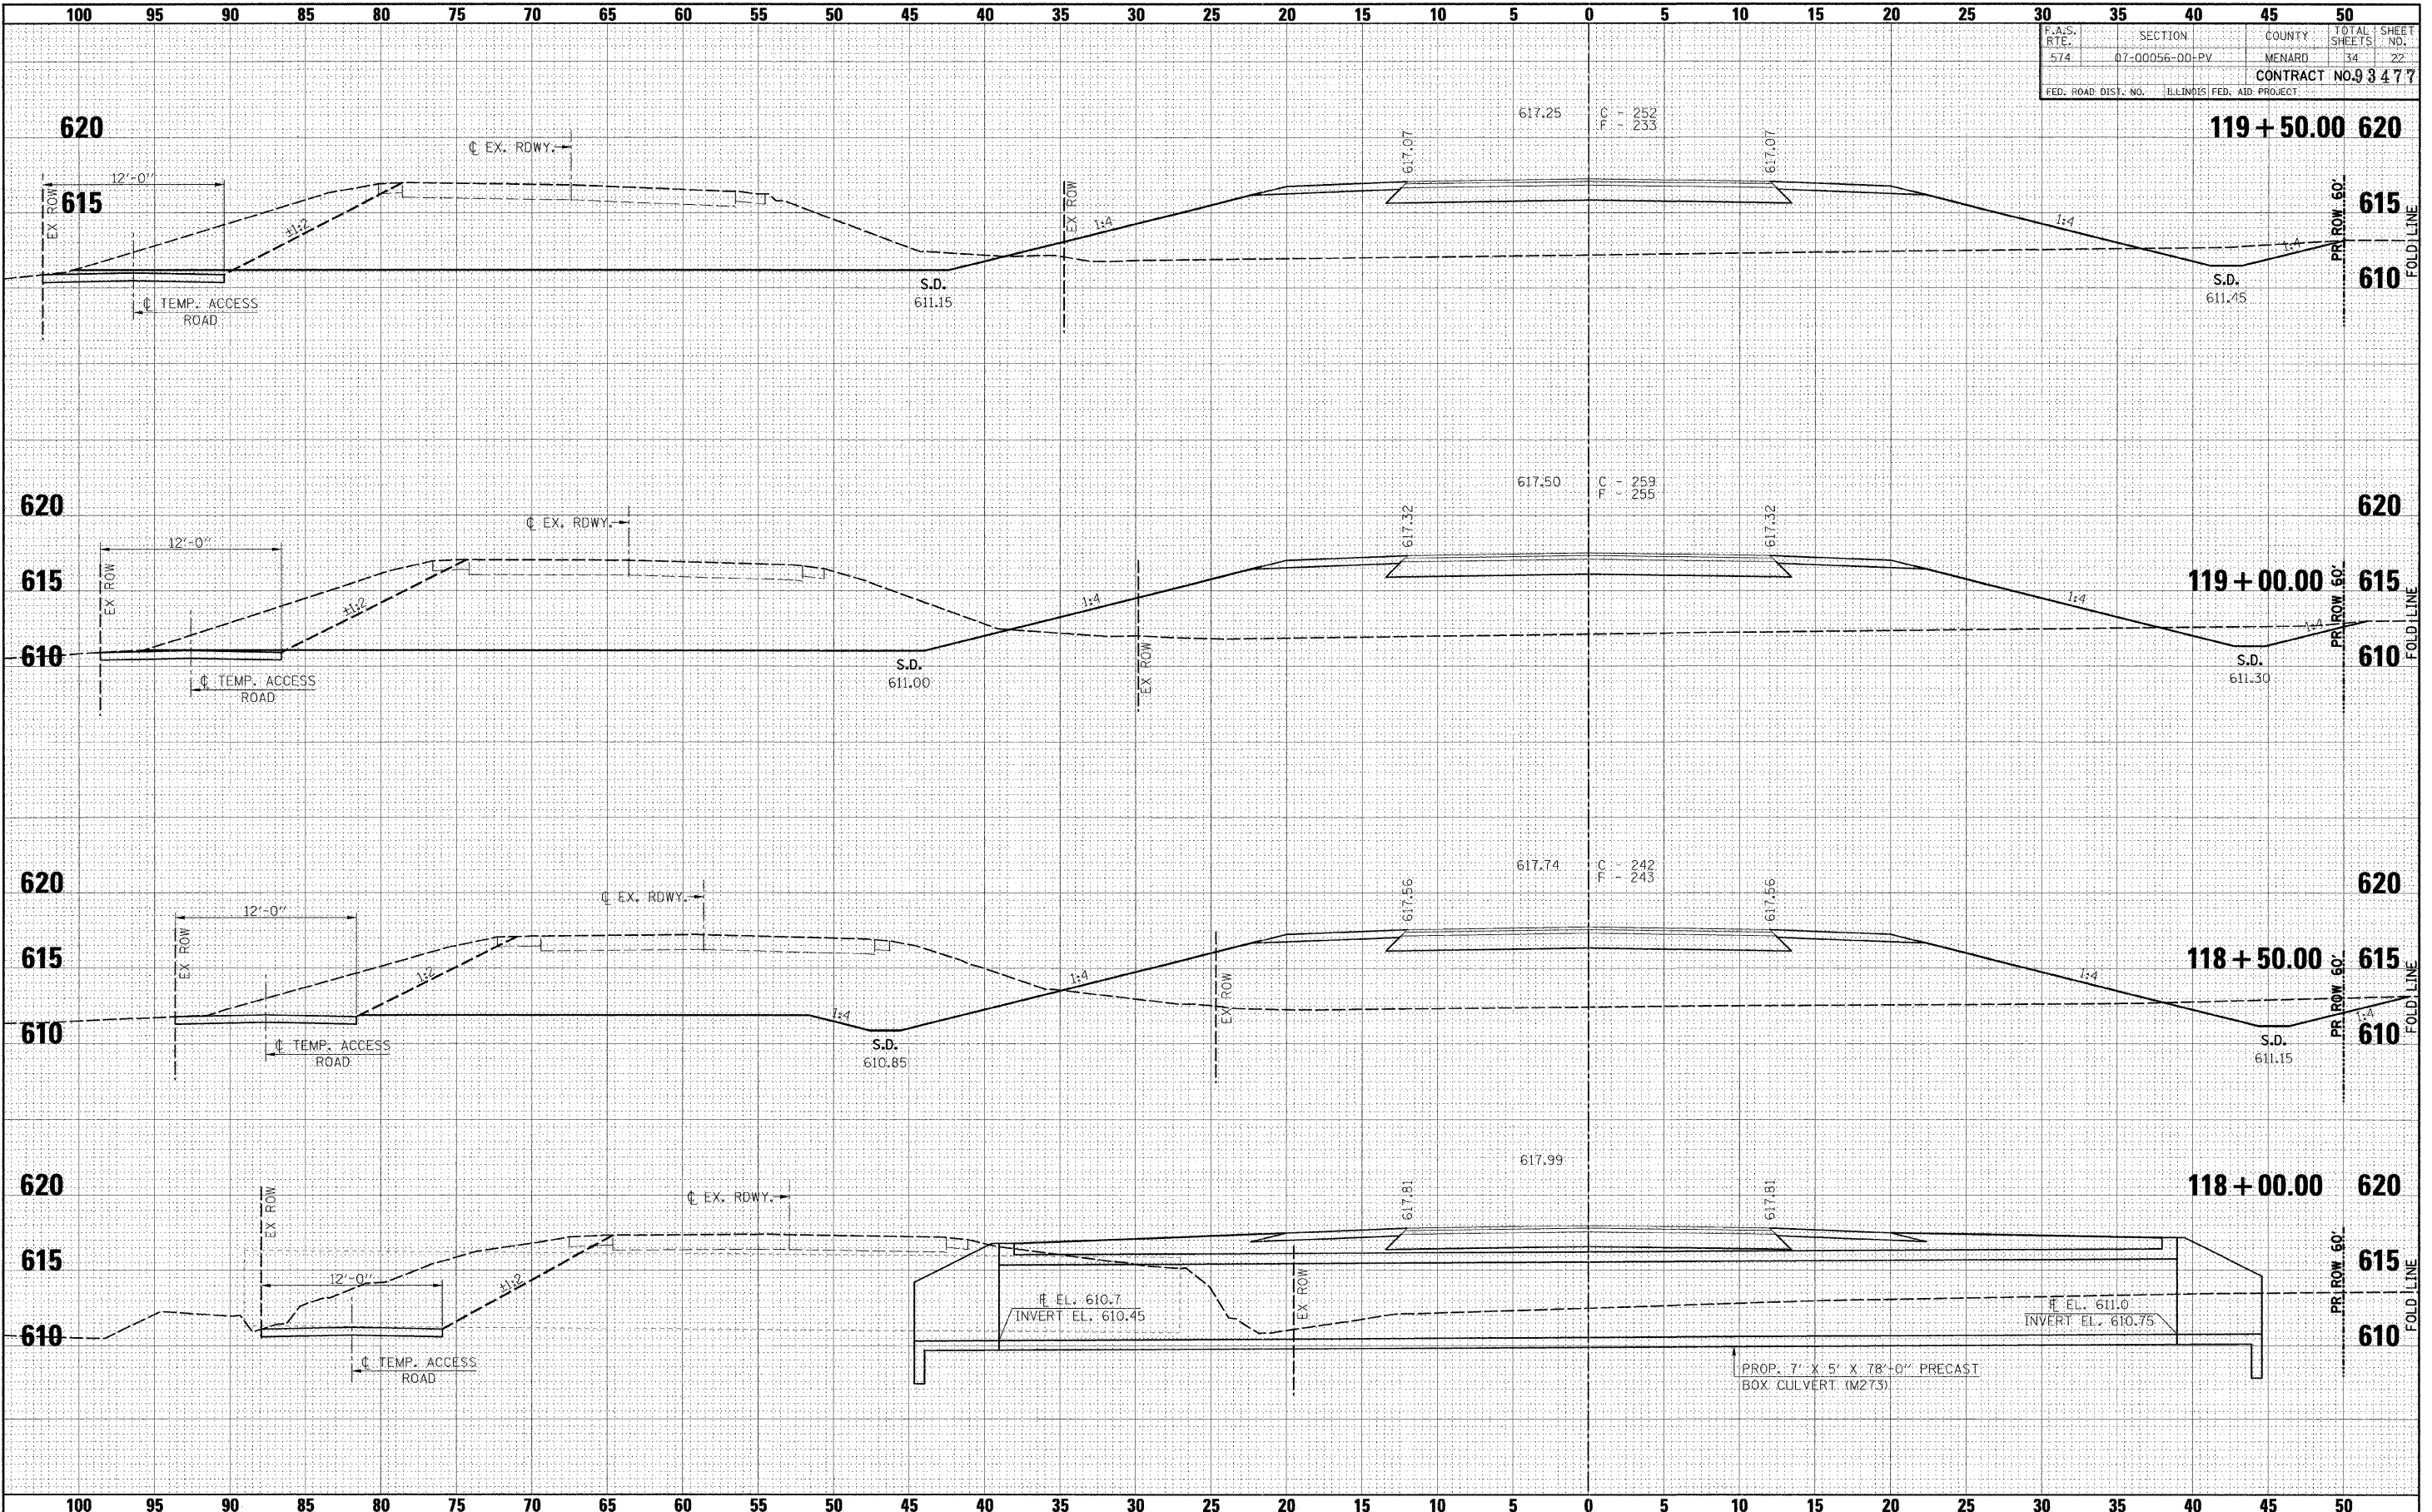 100 95 90 85 80 75 70 65 60 55 50 45 40 35 30 25 20 15 10 5 0 5 10 15 20 25 30 35 40 45 50
F.A.S. RTE. SECTION COUNTY TOTAL SHEETS SHEET NO.
574 07-00056-00-PV MENARD 34 22
CONTRACT NO. 93477
FED. ROAD DIST. NO. ILLINOIS FED. AID PROJECT
617.25 C - 252
F - 233
620 119 + 50.00 620
℄ EX. RDWY.
617.07 617.07
12'-0"
EX ROW
615 615
EX ROW
±1:2
1:4
1:4
1:4
PR ROW 60'
FOLD LINE
610
S.D.
611.15
S.D.
611.45
℄ TEMP. ACCESS
ROAD
617.50 C - 259
F - 255
620 620
℄ EX. RDWY.
617.32 617.32
12'-0"
EX ROW
615 119 + 00.00 615
±1:2
1:4
1:4
1:4
PR ROW 60'
FOLD LINE
EX ROW
610 610
S.D.
611.00
S.D.
611.30
℄ TEMP. ACCESS
ROAD
617.74 C - 242
F - 243
620 620
℄ EX. RDWY.
617.56 617.56
12'-0"
EX ROW
615 118 + 50.00 615
1:2
1:4
1:4
1:4
1:4
EX ROW
PR ROW 60'
FOLD LINE
610 610
S.D.
610.85
S.D.
611.15
℄ TEMP. ACCESS
ROAD
617.99
620 118 + 00.00 620
℄ EX. RDWY.
617.81 617.81
EX ROW
615 615
12'-0"
±1:2
EX ROW
PR ROW 60'
FOLD LINE
EL. 610.7
INVERT EL. 610.45
EL. 611.0
INVERT EL. 610.75
610 610
℄ TEMP. ACCESS
ROAD
PROP. 7' X 5' X 78'-0" PRECAST
BOX CULVERT (M273)
100 95 90 85 80 75 70 65 60 55 50 45 40 35 30 25 20 15 10 5 0 5 10 15 20 25 30 35 40 45 50